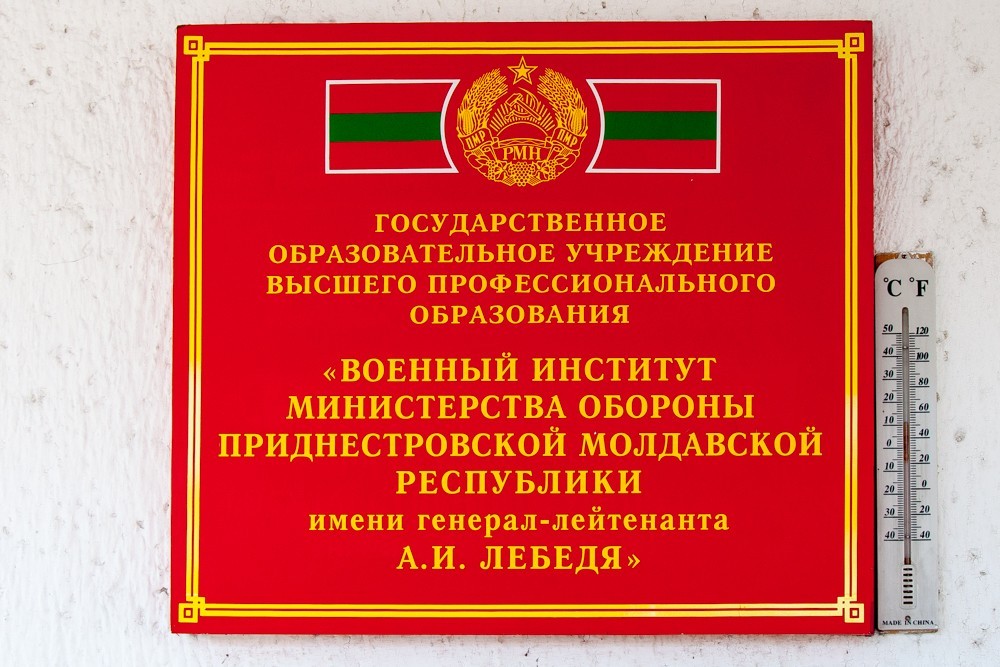 ПМР ПМР
РМН
ГОСУДАРСТВЕННОЕ
ОБРАЗОВАТЕЛЬНОЕ УЧРЕЖДЕНИЕ
ВЫСШЕГО ПРОФЕССИОНАЛЬНОГО
ОБРАЗОВАНИЯ
«ВОЕННЫЙ ИНСТИТУТ
МИНИСТЕРСТВА ОБОРОНЫ
ПРИДНЕСТРОВСКОЙ МОЛДАВСКОЙ
РЕСПУБЛИКИ
имени генерал-лейтенанта
А.И. ЛЕБЕДЯ»
°C °F
50 120
40 100
30 80
20 60
10 40
0 20
10 0
20 20
30 40
40
MADE IN CHINA